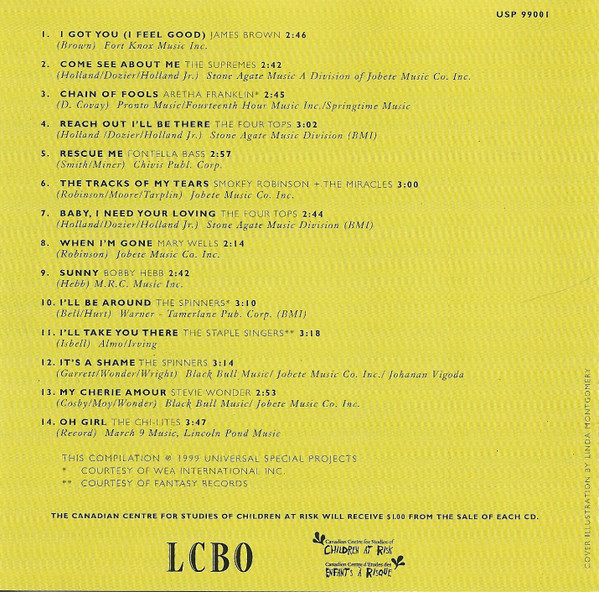 USP 99001
1. I GOT YOU (I FEEL GOOD) JAMES BROWN 2:46
(Brown) Fort Knox Music Inc.
2. COME SEE ABOUT ME THE SUPREMES 2:42
(Holland/Dozier/Holland Jr.) Stone Agate Music A Division of Jobete Music Co. Inc.
3. CHAIN OF FOOLS ARETHA FRANKLIN* 2:45
(D. Covay) Pronto Music/Fourteenth Hour Music Inc./Springtime Music
4. REACH OUT I'LL BE THERE THE FOUR TOPS 3:02
(Holland /Dozier/Holland Jr.) Stone Agate Music Division (BMI)
5. RESCUE ME FONTELLA BASS 2:57
(Smith/Miner) Chivis Publ. Corp.
6. THE TRACKS OF MY TEARS SMOKEY ROBINSON + THE MIRACLES 3:00
(Robinson/Moore/Tarplin) Jobete Music Co. Inc.
7. BABY, I NEED YOUR LOVING THE FOUR TOPS 2:44
(Holland/Dozier/Holland Jr.) Stone Agate Music Division (BMI)
8. WHEN I'M GONE MARY WELLS 2:14
(Robinson) Jobete Music Co. Inc.
9. SUNNY BOBBY HEBB 2:42
(Hebb) M.R.C. Music Inc.
10. I'LL BE AROUND THE SPINNERS* 3:10
(Bell/Hurt) Warner - Tamerlane Pub. Corp. (BMI)
11. I'LL TAKE YOU THERE THE STAPLE SINGERS** 3:18
(Isbell) Almo/Irving
12. IT'S A SHAME THE SPINNERS 3:14
(Garrett/Wonder/Wright) Black Bull Music/ Jobete Music Co. Inc./ Johanan Vigoda
13. MY CHERIE AMOUR STEVIE WONDER 2:53
(Cosby/Moy/Wonder) Black Bull Music/ Jobete Music Co. Inc.
14. OH GIRL THE CHI-LITES 3:47
(Record) March 9 Music, Lincoln Pond Music
THIS COMPILATION ℗ 1999 UNIVERSAL SPECIAL PROJECTS
* COURTESY OF WEA INTERNATIONAL INC.
** COURTESY OF FANTASY RECORDS
THE CANADIAN CENTRE FOR STUDIES OF CHILDREN AT RISK WILL RECEIVE $1.00 FROM THE SALE OF EACH CD.
LCBO
Canadian Centre for Studies of
CHILDREN AT RISK
Canadian Centre d'Etudes des
ENFANTS À RISQUE
COVER ILLUSTRATION BY LINDA MONTGOMERY